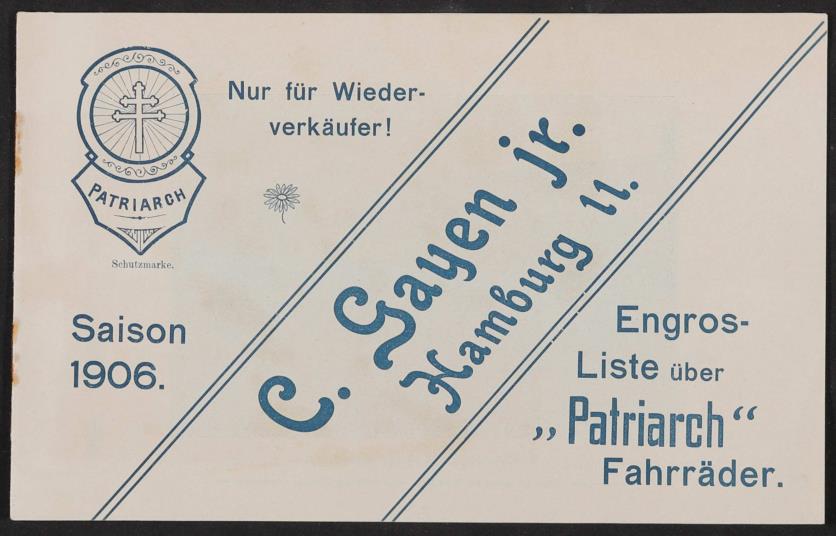 PATRIARCH
Schutzmarke.
Nur für Wieder-
verkäufer!
Saison
1906.
C. Gayen jr.
Hamburg 11.
Engros-
Liste über
„Patriarch“
Fahrräder.